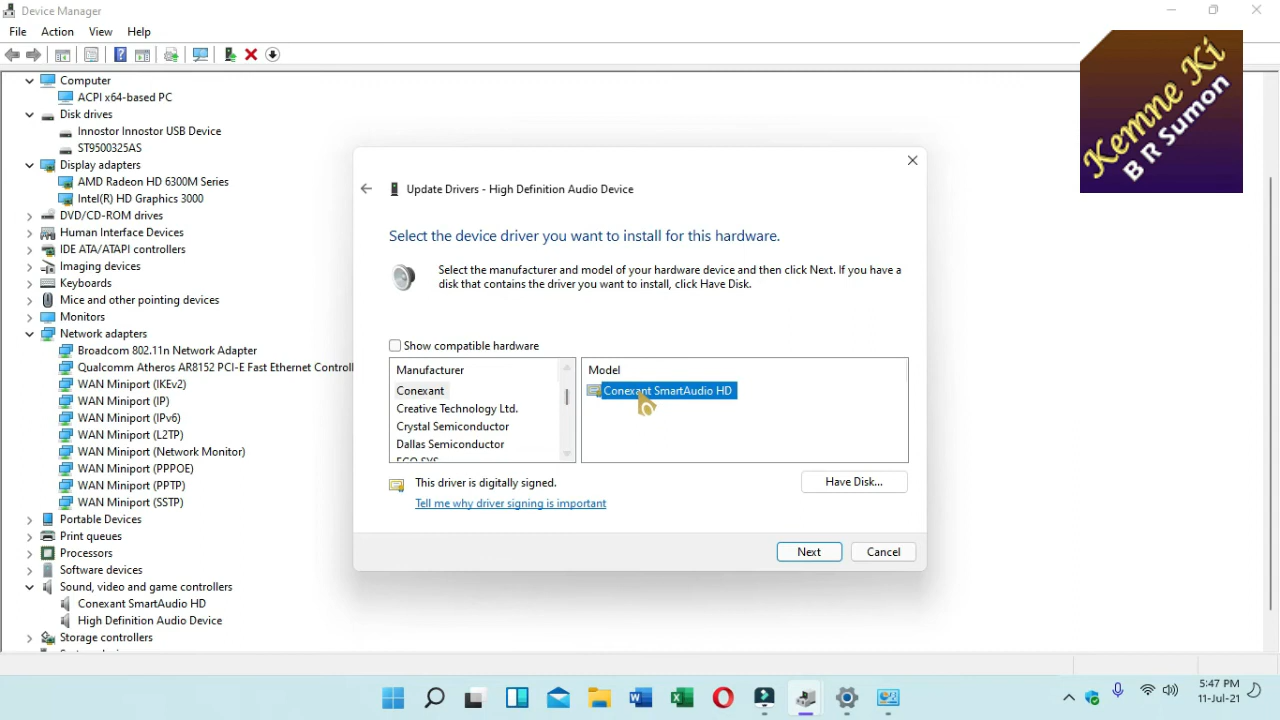 Device Manager
File Action View Help
Computer
ACPI x64-based PC
Disk drives
Innostor Innostor USB Device
ST9500325AS
Display adapters
AMD Radeon HD 6300M Series
Intel(R) HD Graphics 3000
DVD/CD-ROM drives
Human Interface Devices
IDE ATA/ATAPI controllers
Imaging devices
Keyboards
Mice and other pointing devices
Monitors
Network adapters
Broadcom 802.11n Network Adapter
Qualcomm Atheros AR8152 PCI-E Fast Ethernet Controll
WAN Miniport (IKEv2)
WAN Miniport (IP)
WAN Miniport (IPv6)
WAN Miniport (L2TP)
WAN Miniport (Network Monitor)
WAN Miniport (PPPOE)
WAN Miniport (PPTP)
WAN Miniport (SSTP)
Portable Devices
Print queues
Processors
Software devices
Sound, video and game controllers
Conexant SmartAudio HD
High Definition Audio Device
Storage controllers
Update Drivers - High Definition Audio Device
Select the device driver you want to install for this hardware.
Select the manufacturer and model of your hardware device and then click Next. If you have a
disk that contains the driver you want to install, click Have Disk.
Show compatible hardware
Manufacturer
Conexant
Creative Technology Ltd.
Crystal Semiconductor
Dallas Semiconductor
Model
Conexant SmartAudio HD
This driver is digitally signed.
Tell me why driver signing is important
Have Disk...
Next
Cancel
Kemne Ki
B R Sumon
5:47 PM
11-Jul-21